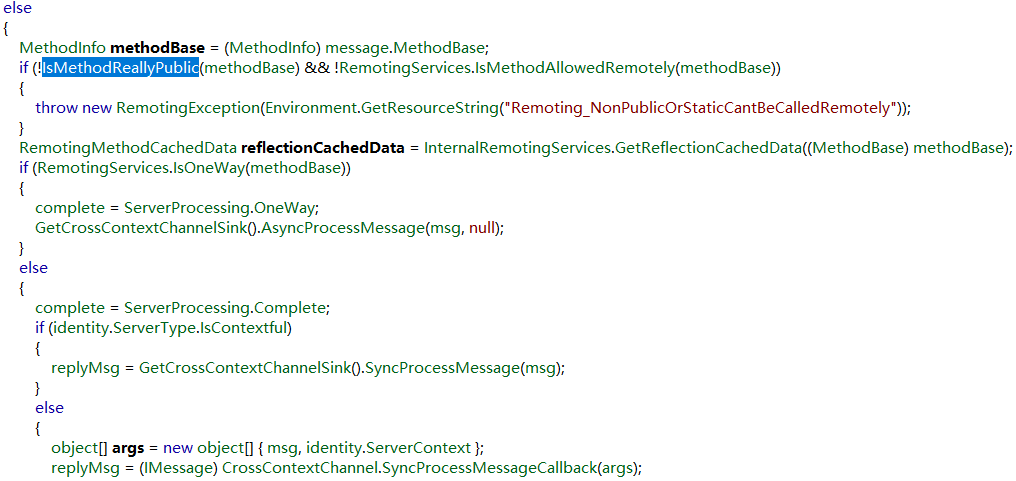 else
{
MethodInfo methodBase = (MethodInfo) message.MethodBase;
if (!IsMethodReallyPublic(methodBase) && !RemotingServices.IsMethodAllowedRemotely(methodBase))
{
throw new RemotingException(Environment.GetResourceString("Remoting_NonPublicOrStaticCantBeCalledRemotely"));
}
RemotingMethodCachedData reflectionCachedData = InternalRemotingServices.GetReflectionCachedData((MethodBase) methodBase);
if (RemotingServices.IsOneWay(methodBase))
{
complete = ServerProcessing.OneWay;
GetCrossContextChannelSink().AsyncProcessMessage(msg, null);
}
else
{
complete = ServerProcessing.Complete;
if (identity.ServerType.IsContextful)
{
replyMsg = GetCrossContextChannelSink().SyncProcessMessage(msg);
}
else
{
object[] args = new object[] { msg, identity.ServerContext };
replyMsg = (IMessage) CrossContextChannel.SyncProcessMessageCallback(args);